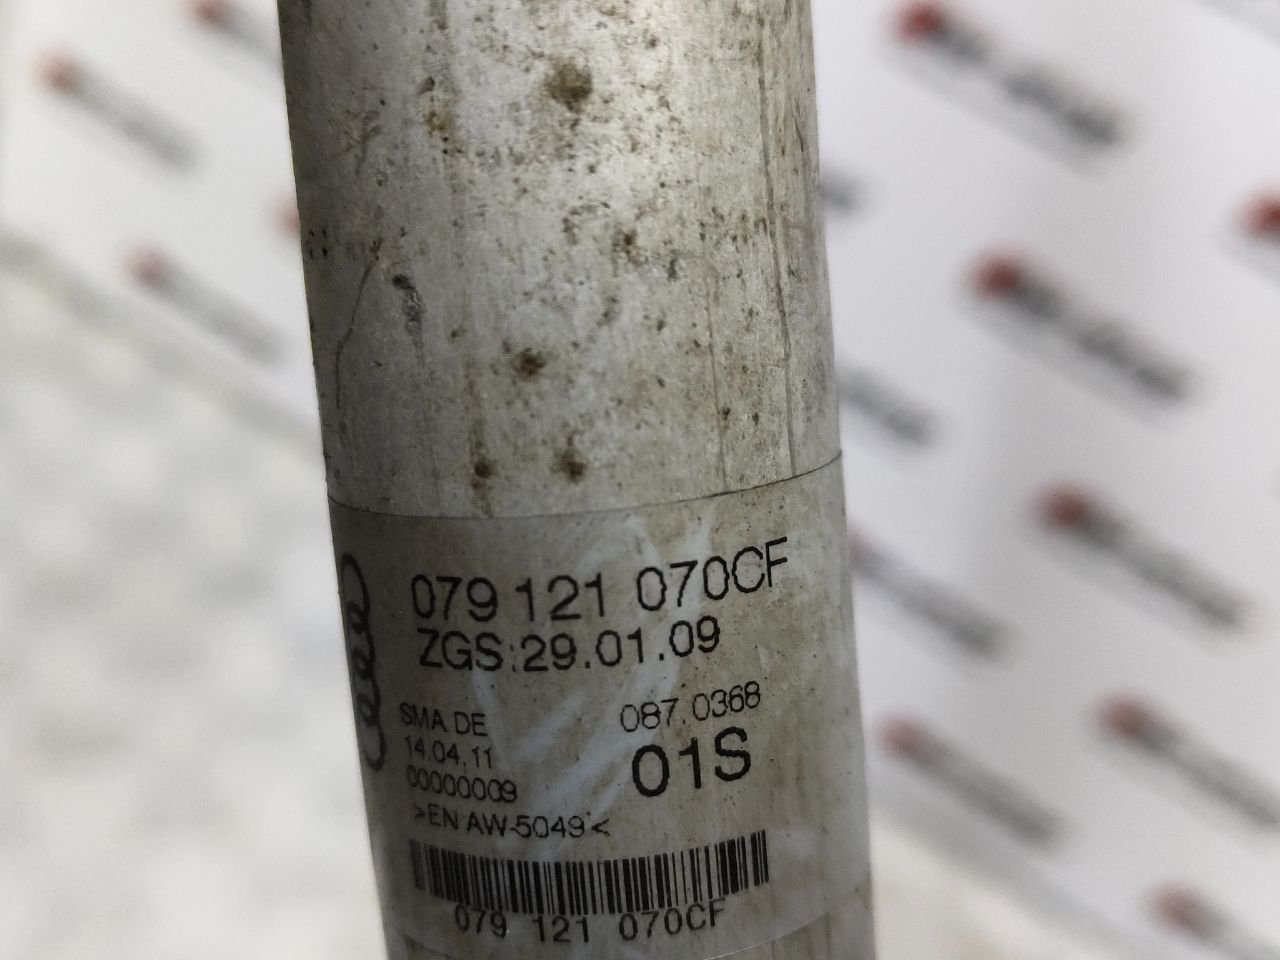 079 121 070CF
ZGS:29.01.09
SMA DE 087.0368
14.04.11 01S
00000009
>EN AW-5049<
079 121 070CF